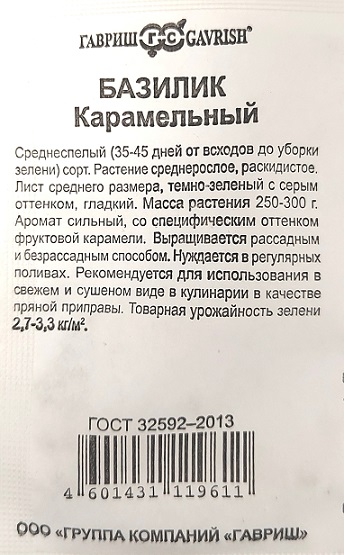 ГАВРИШ ГС GAVRISH®
БАЗИЛИК
Карамельный
Среднеспелый (35-45 дней от всходов до уборки
зелени) сорт. Растение среднерослое, раскидистое.
Лист среднего размера, темно-зеленый с серым
оттенком, гладкий. Масса растения 250-300 г.
Аромат сильный, со специфическим оттенком
фруктовой карамели. Выращивается рассадным
и безрассадным способом. Нуждается в регулярных
поливах. Рекомендуется для использования в
свежем и сушеном виде в кулинарии в качестве
пряной приправы. Товарная урожайность зелени
2,7-3,3 кг/м².
ГОСТ 32592–2013
4 601431 119611
ООО «ГРУППА КОМПАНИЙ «ГАВРИШ»